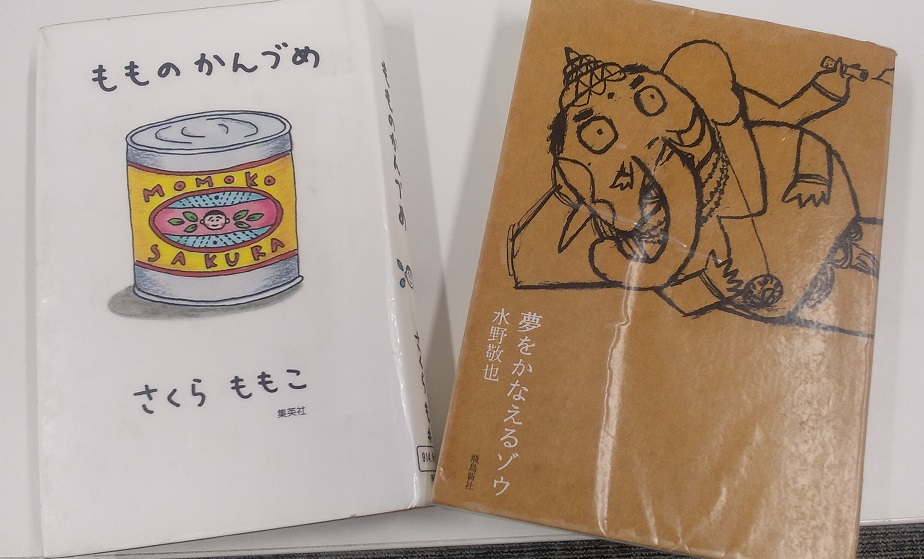 もものかんづめ
MOMOKO
SAKURA
さくらももこ
集英社
914
夢をかなえるゾウ
水野敬也
飛鳥新社